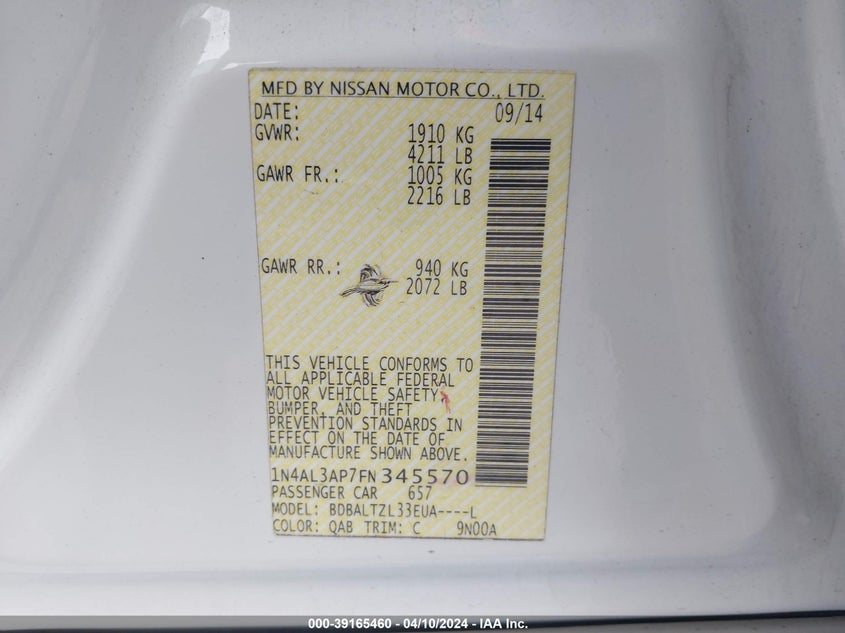 MFD BY NISSAN MOTOR CO., LTD.
DATE: 09/14
GVWR: 1910 KG
4211 LB
GAWR FR.: 1005 KG
2216 LB
GAWR RR.: 940 KG
2072 LB
THIS VEHICLE CONFORMS TO
ALL APPLICABLE FEDERAL
MOTOR VEHICLE SAFETY,
BUMPER, AND THEFT
PREVENTION STANDARDS IN
EFFECT ON THE DATE OF
MANUFACTURE SHOWN ABOVE.
1N4AL3AP7FN345570
PASSENGER CAR 657
MODEL: BDBALTZL33EUA----L
COLOR: QAB TRIM: C 9N00A
000-39165460 - 04/10/2024 - IAA Inc.